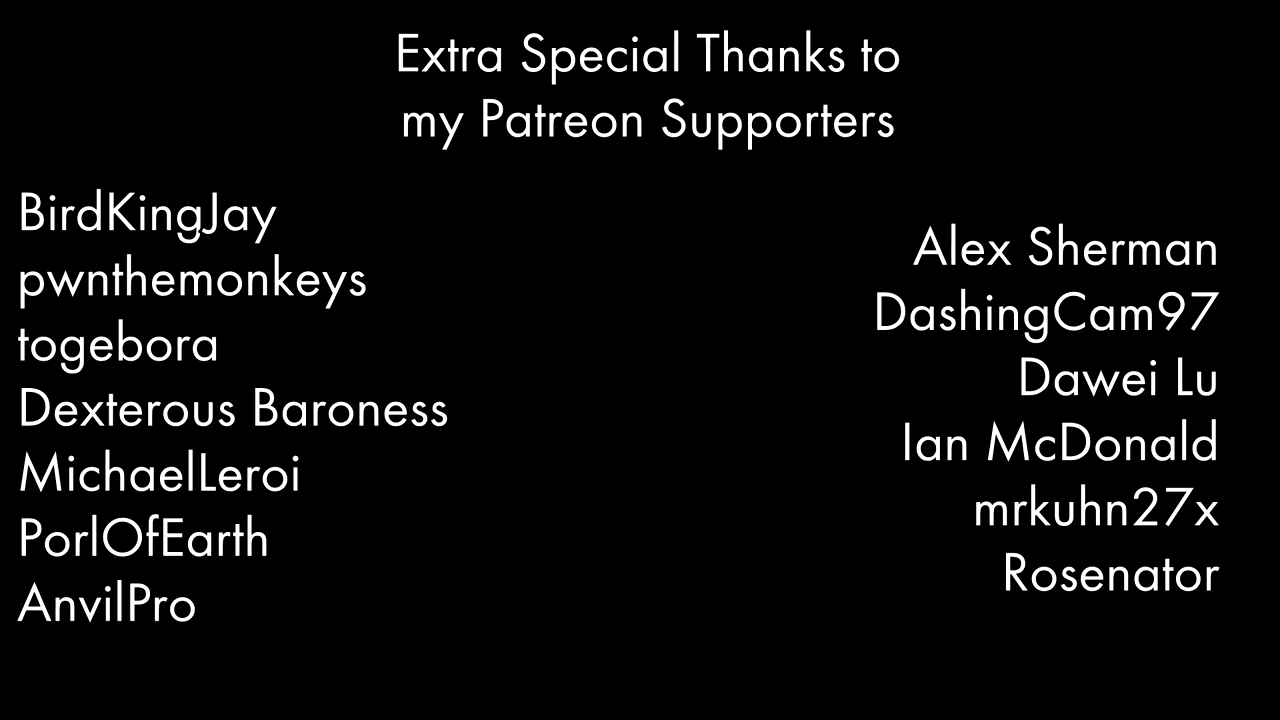 Extra Special Thanks to
my Patreon Supporters
BirdKingJay
pwnthemonkeys
togebora
Dexterous Baroness
MichaelLeroi
PorlOfEarth
AnvilPro
Alex Sherman
DashingCam97
Dawei Lu
Ian McDonald
mrkuhn27x
Rosenator